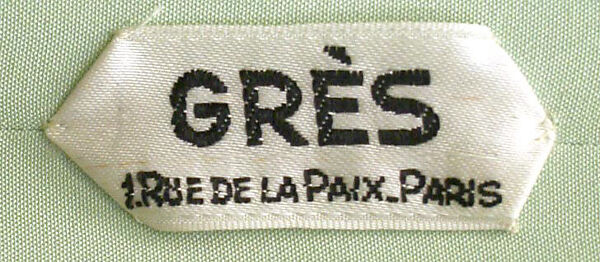 GRÈS
1.RUE DE LA PAIX_PARIS